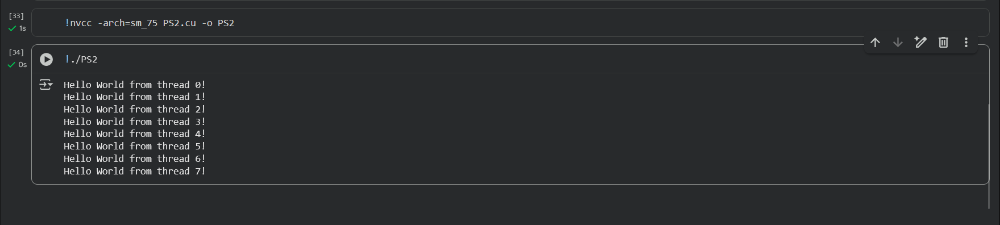 [33]
1s
!nvcc -arch=sm_75 PS2.cu -o PS2
[34]
0s
!./PS2
Hello World from thread 0!
Hello World from thread 1!
Hello World from thread 2!
Hello World from thread 3!
Hello World from thread 4!
Hello World from thread 5!
Hello World from thread 6!
Hello World from thread 7!